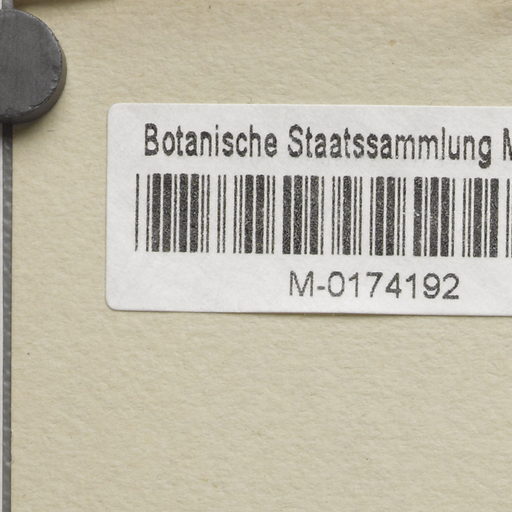 Botanische Staatssammlung M
M-0174192